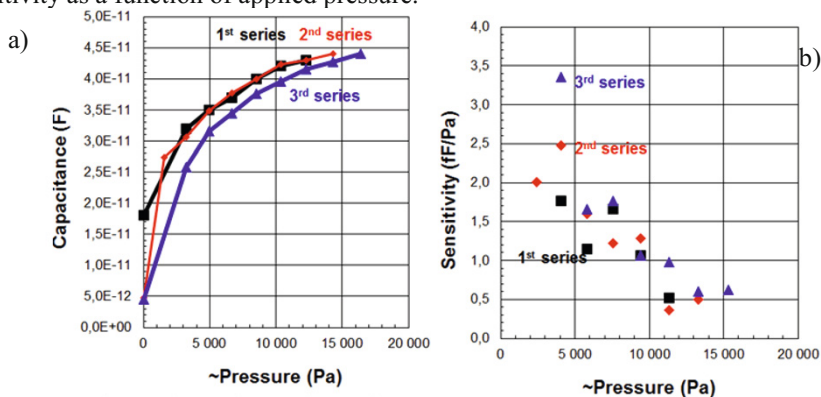 sitivity as a function of applied pressure.
a)
5,0E-11
4,5E-11
4,0E-11
3,5E-11
3,0E-11
2,5E-11
2,0E-11
1,5E-11
1,0E-11
5,0E-12
0,0E+00
Capacitance (F)
1st series 2nd series
3rd series
0 5 000 10 000 15 000 20 000
~Pressure (Pa)
b)
4,0
3,5
3,0
2,5
2,0
1,5
1,0
0,5
0,0
Sensitivity (fF/Pa)
3rd series
2nd series
1st series
0 5 000 10 000 15 000 20 000
~Pressure (Pa)